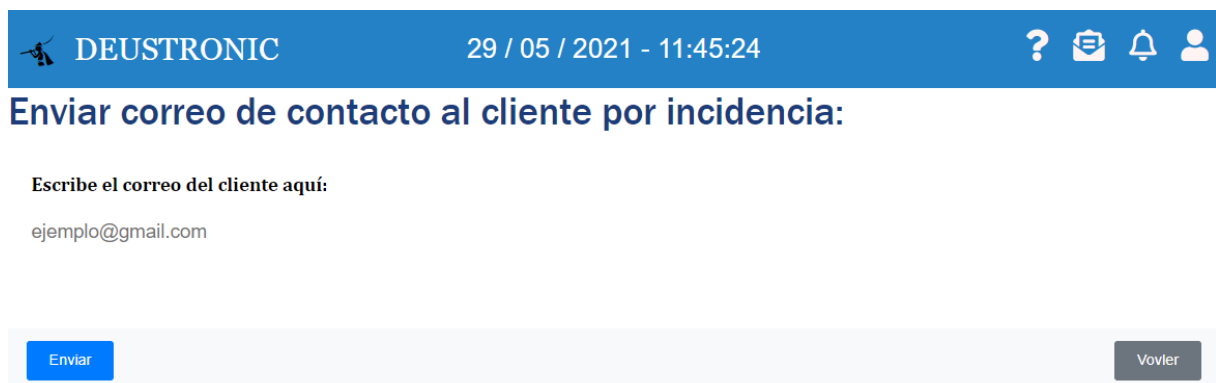 DEUSTRONIC
29 / 05 / 2021 - 11:45:24
?
Enviar correo de contacto al cliente por incidencia:
Escribe el correo del cliente aquí:
ejemplo@gmail.com
Enviar
Vovler